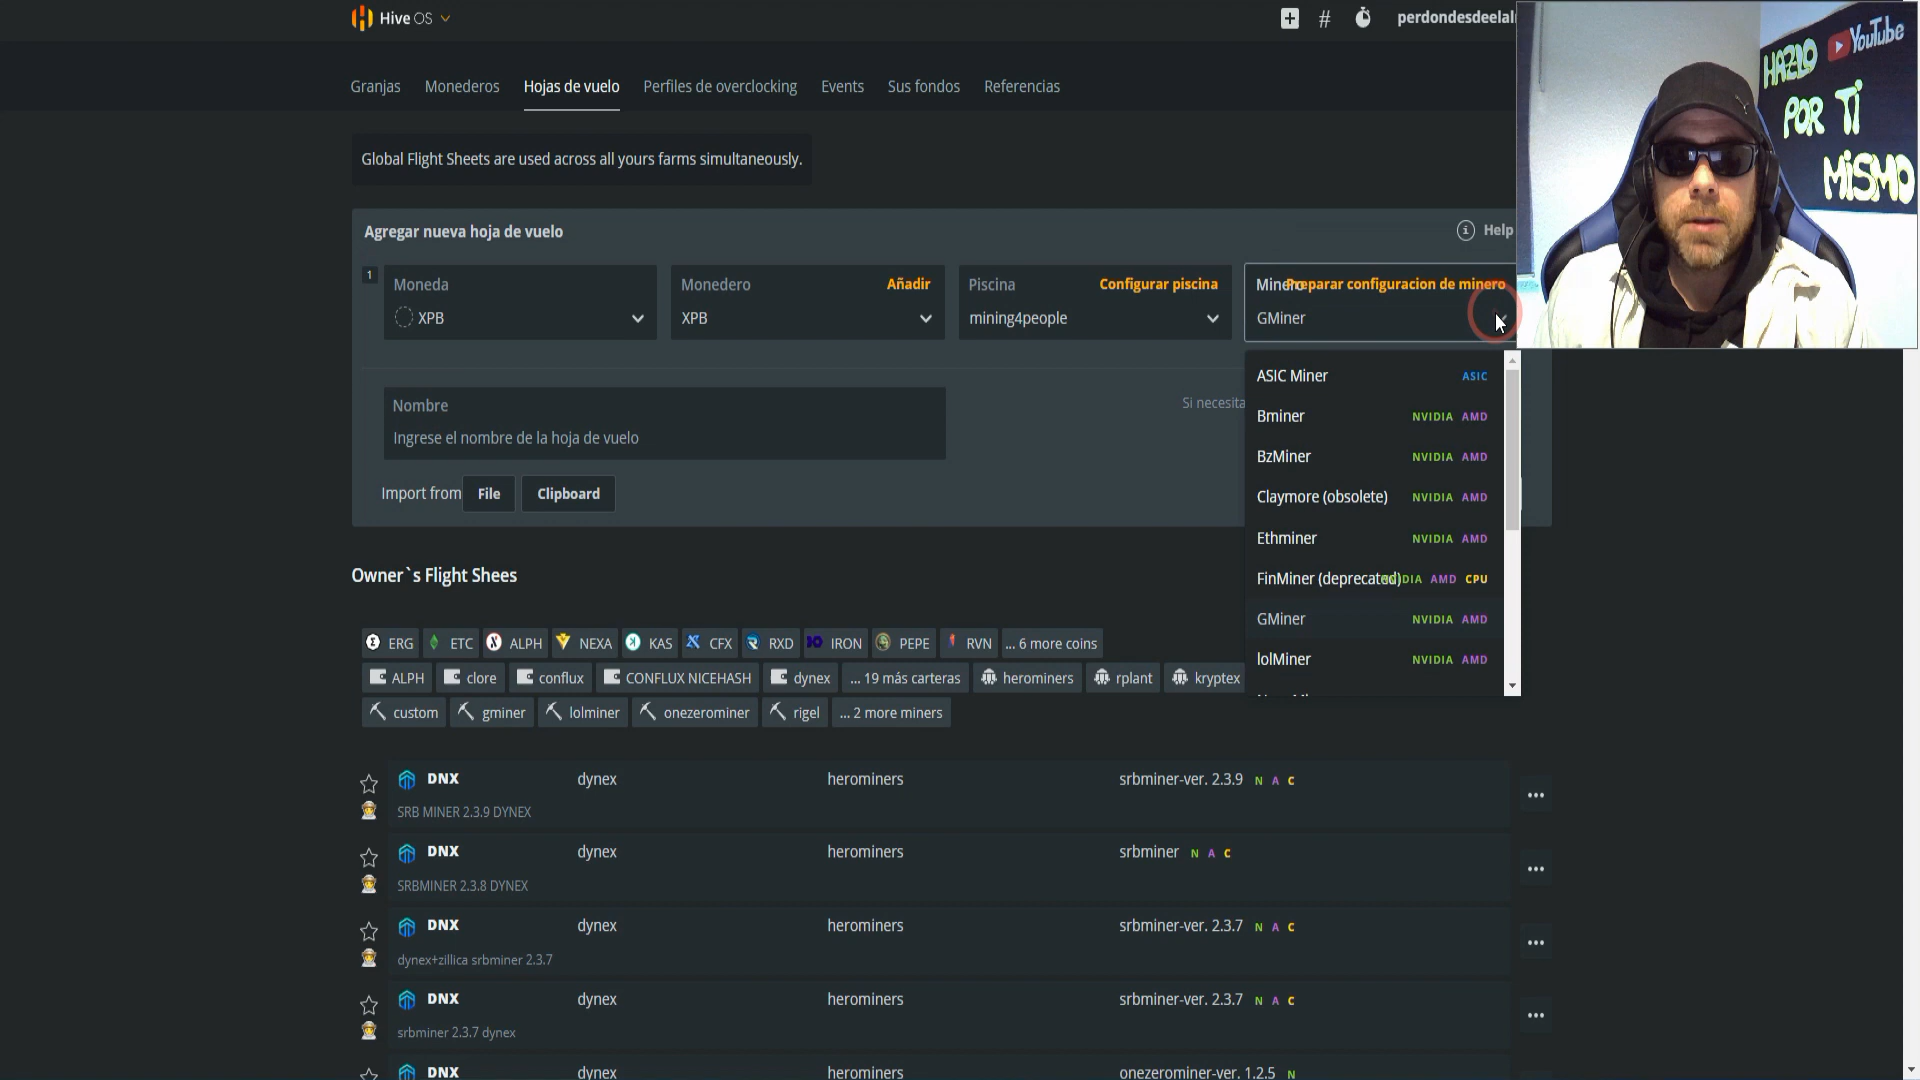 Hive OS
#
perdondesdeelai
Granjas Monederos Hojas de vuelo Perfiles de overclocking Events Sus fondos Referencias
Global Flight Sheets are used across all yours farms simultaneously.
Agregar nueva hoja de vuelo
Help
1
Moneda
XPB
Monedero Añadir
XPB
Piscina Configurar piscina
mining4people
Minero Preparar configuracion de minero
GMiner
ASIC Miner ASIC
Bminer NVIDIA AMD
BzMiner NVIDIA AMD
Claymore (obsolete) NVIDIA AMD
Ethminer NVIDIA AMD
FinMiner (deprecated) NVIDIA AMD CPU
GMiner NVIDIA AMD
lolMiner NVIDIA AMD
Nombre
Ingrese el nombre de la hoja de vuelo
Si necesita
Import from File Clipboard
Owner`s Flight Shees
ERG ETC ALPH NEXA KAS CFX RXD IRON PEPE RVN ... 6 more coins
ALPH clore conflux CONFLUX NICEHASH dynex ... 19 más carteras herominers rplant kryptex
custom gminer lolminer onezerominer rigel ... 2 more miners
DNX dynex herominers srbminer-ver. 2.3.9 N A C
SRB MINER 2.3.9 DYNEX
DNX dynex herominers srbminer N A C
SRBMINER 2.3.8 DYNEX
DNX dynex herominers srbminer-ver. 2.3.7 N A C
dynex+zillica srbminer 2.3.7
DNX dynex herominers srbminer-ver. 2.3.7 N A C
srbminer 2.3.7 dynex
DNX dynex herominers onezerominer-ver. 1.2.5 N
YouTube
HAZLO
POR TI
MISMO